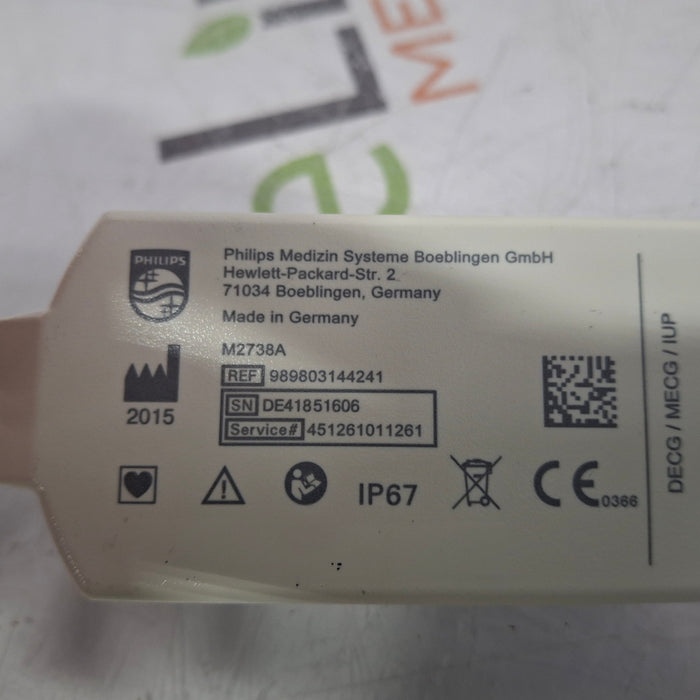 PHILIPS
Philips Medizin Systeme Boeblingen GmbH
Hewlett-Packard-Str. 2
71034 Boeblingen, Germany
Made in Germany
M2738A
REF 989803144241
SN DE41851606
Service# 451261011261
2015
IP67
CE 0366
DECG / MECG / IUP